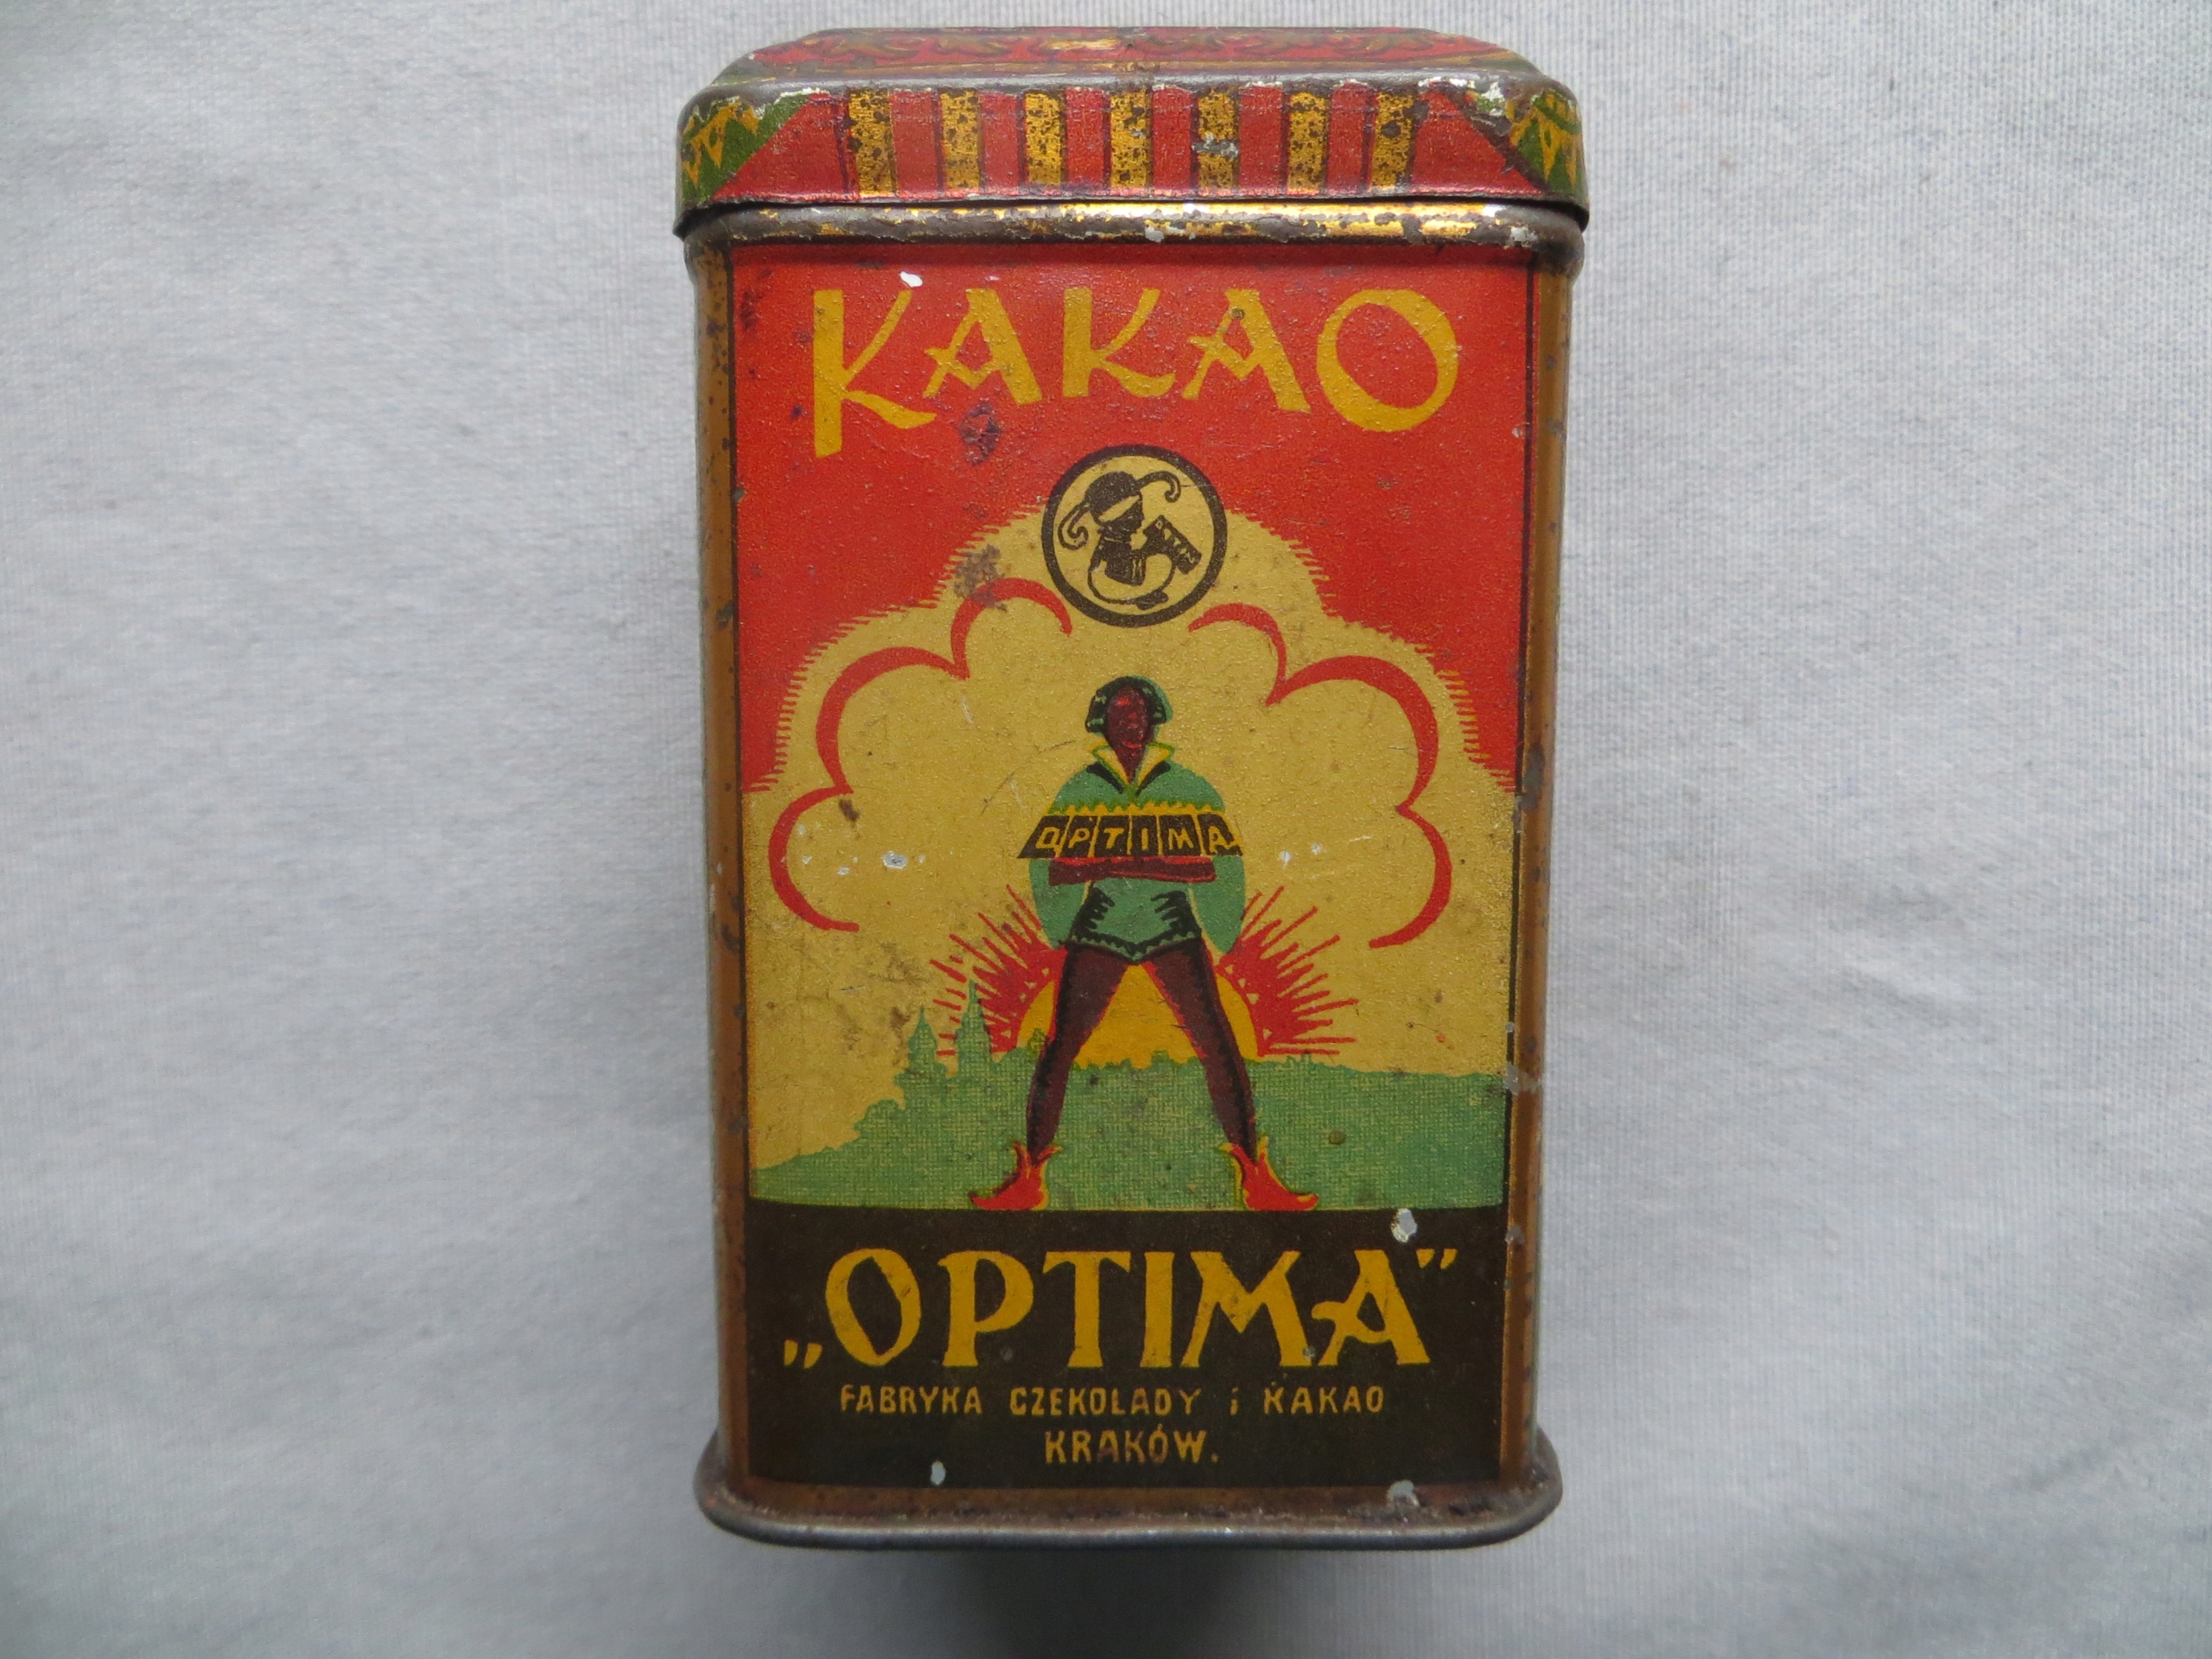 KAKAO
OPTIMA
„OPTIMA”
FABRYKA CZEKOLADY i KAKAO
KRAKÓW.